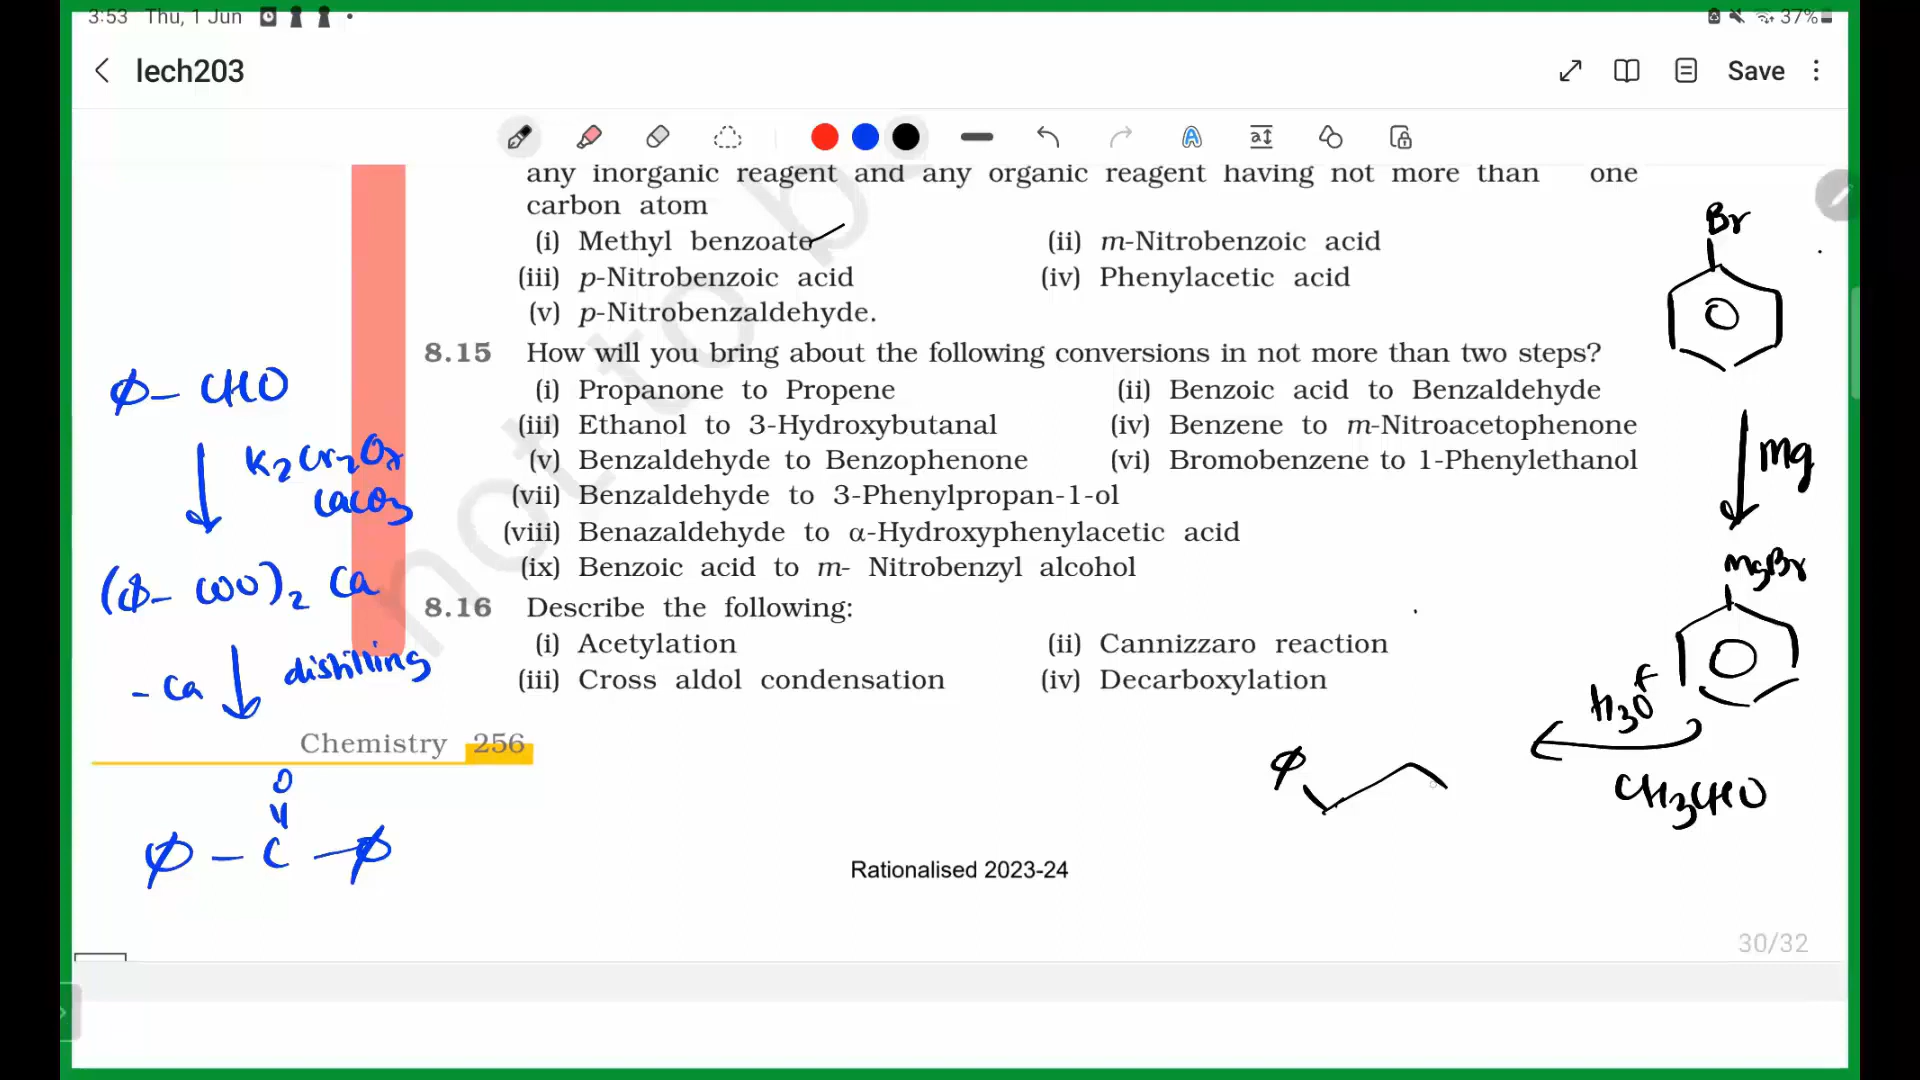 3:53 Thu, 1 Jun
37%
lech203
Save
any inorganic reagent and any organic reagent having not more than one
carbon atom
(i) Methyl benzoate (ii) m-Nitrobenzoic acid
(iii) p-Nitrobenzoic acid (iv) Phenylacetic acid
(v) p-Nitrobenzaldehyde.
8.15 How will you bring about the following conversions in not more than two steps?
(i) Propanone to Propene (ii) Benzoic acid to Benzaldehyde
(iii) Ethanol to 3-Hydroxybutanal (iv) Benzene to m-Nitroacetophenone
(v) Benzaldehyde to Benzophenone (vi) Bromobenzene to 1-Phenylethanol
(vii) Benzaldehyde to 3-Phenylpropan-1-ol
(viii) Benazaldehyde to α-Hydroxyphenylacetic acid
(ix) Benzoic acid to m- Nitrobenzyl alcohol
8.16 Describe the following:
(i) Acetylation (ii) Cannizzaro reaction
(iii) Cross aldol condensation (iv) Decarboxylation
Chemistry 256
Rationalised 2023-24
30/32
not to b
ϕ – CHO
K2Cr2O7
CaCO3
(ϕ – COO)2 Ca
– Ca
distilling
O
ϕ – C – ϕ
Br
Mg
MgBr
H3O+
CH3CHO
ϕ